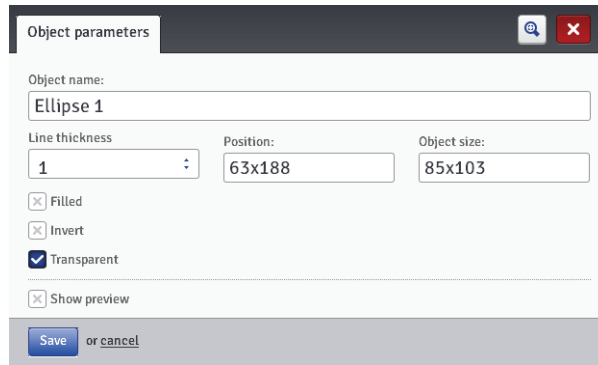 Object parameters
Object name:
Ellipse 1
Line thickness
Position:
Object size:
1
63x188
85x103
Filled
Invert
Transparent
Show preview
Save or cancel